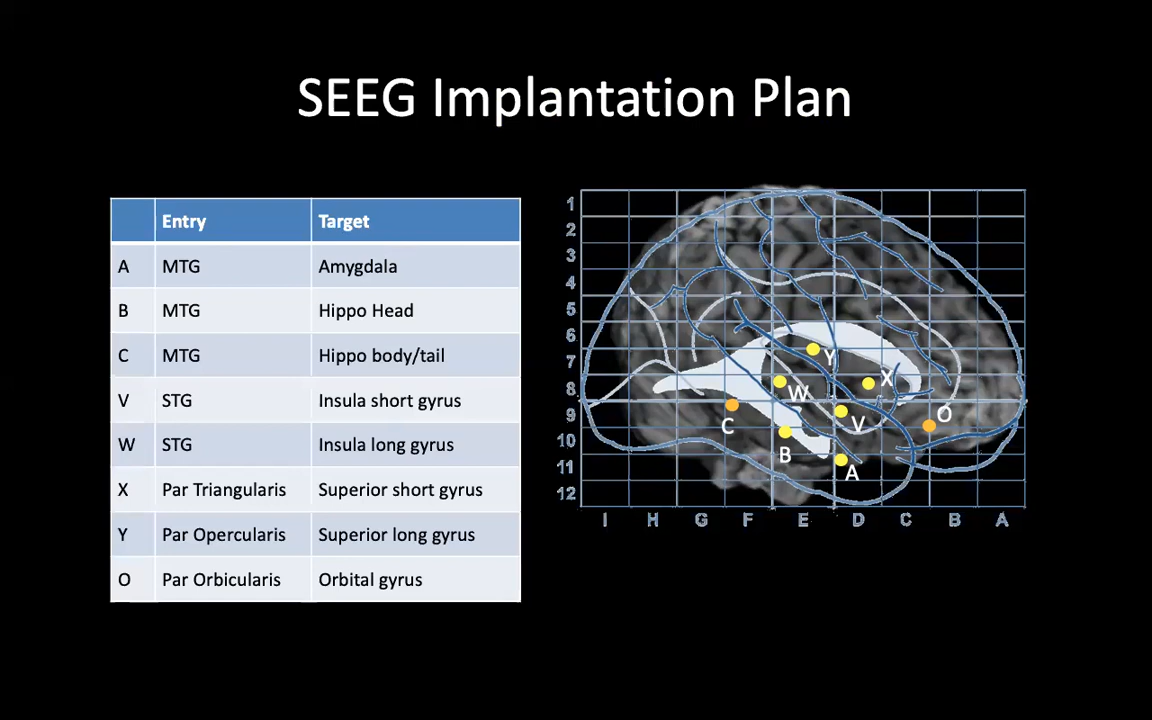 SEEG Implantation Plan
Entry Target
A MTG Amygdala
B MTG Hippo Head
C MTG Hippo body/tail
V STG Insula short gyrus
W STG Insula long gyrus
X Par Triangularis Superior short gyrus
Y Par Opercularis Superior long gyrus
O Par Orbicularis Orbital gyrus
1
2
3
4
5
6
7
8
9
10
11
12
Y
X
W
O
V
C
B
A
I H G F E D C B A